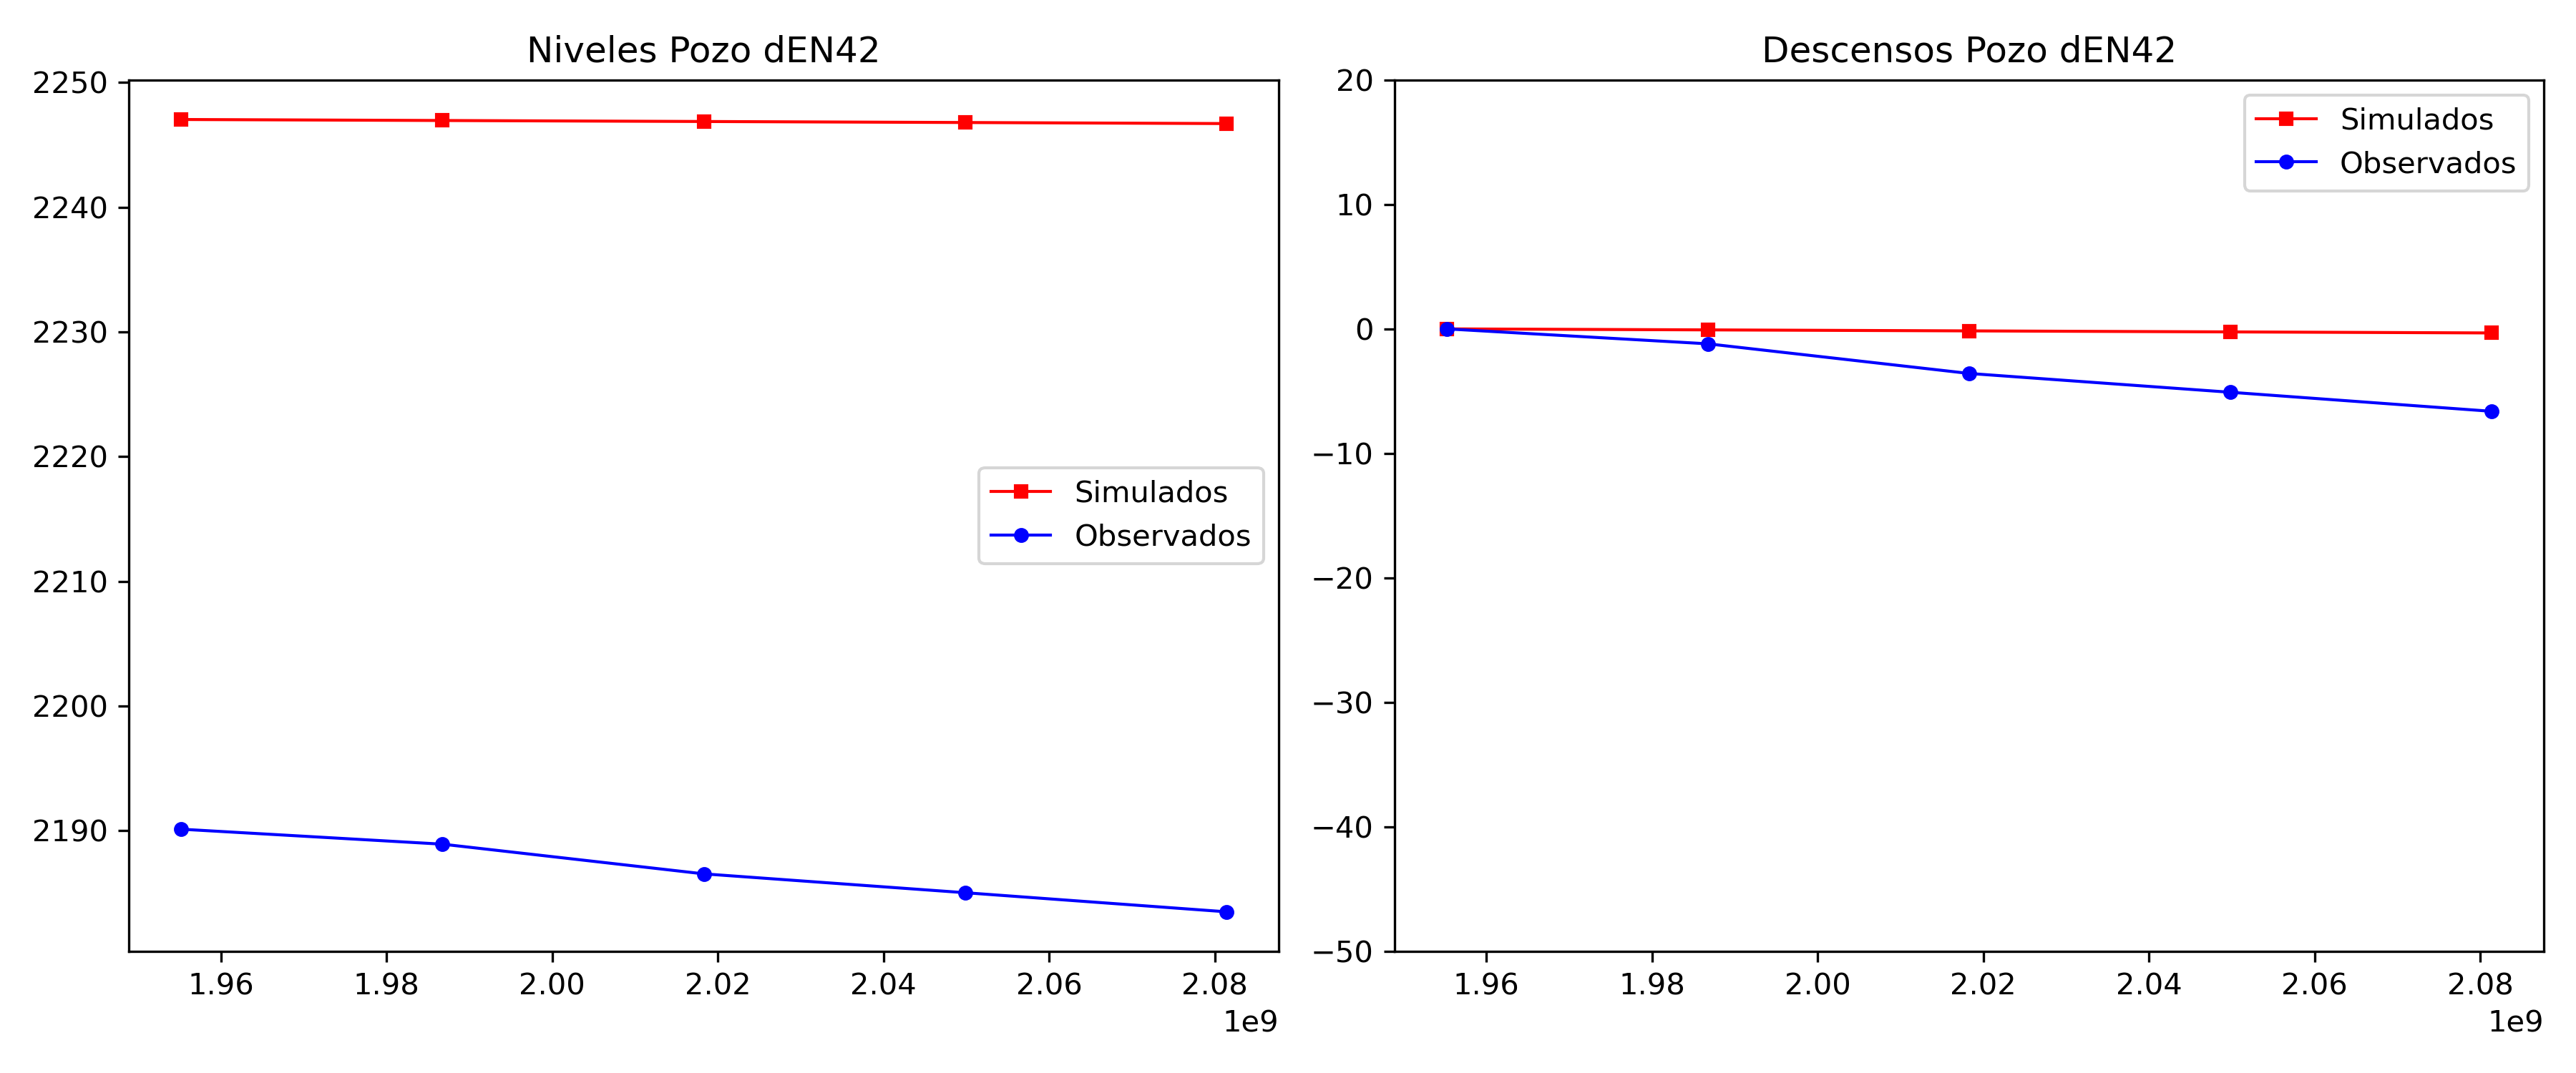 Niveles Pozo dEN42
2250
2240
2230
2220
2210
2200
2190
Simulados
Observados
1.96 1.98 2.00 2.02 2.04 2.06 2.08
1e9
Descensos Pozo dEN42
20
10
0
−10
−20
−30
−40
−50
Simulados
Observados
1.96 1.98 2.00 2.02 2.04 2.06 2.08
1e9